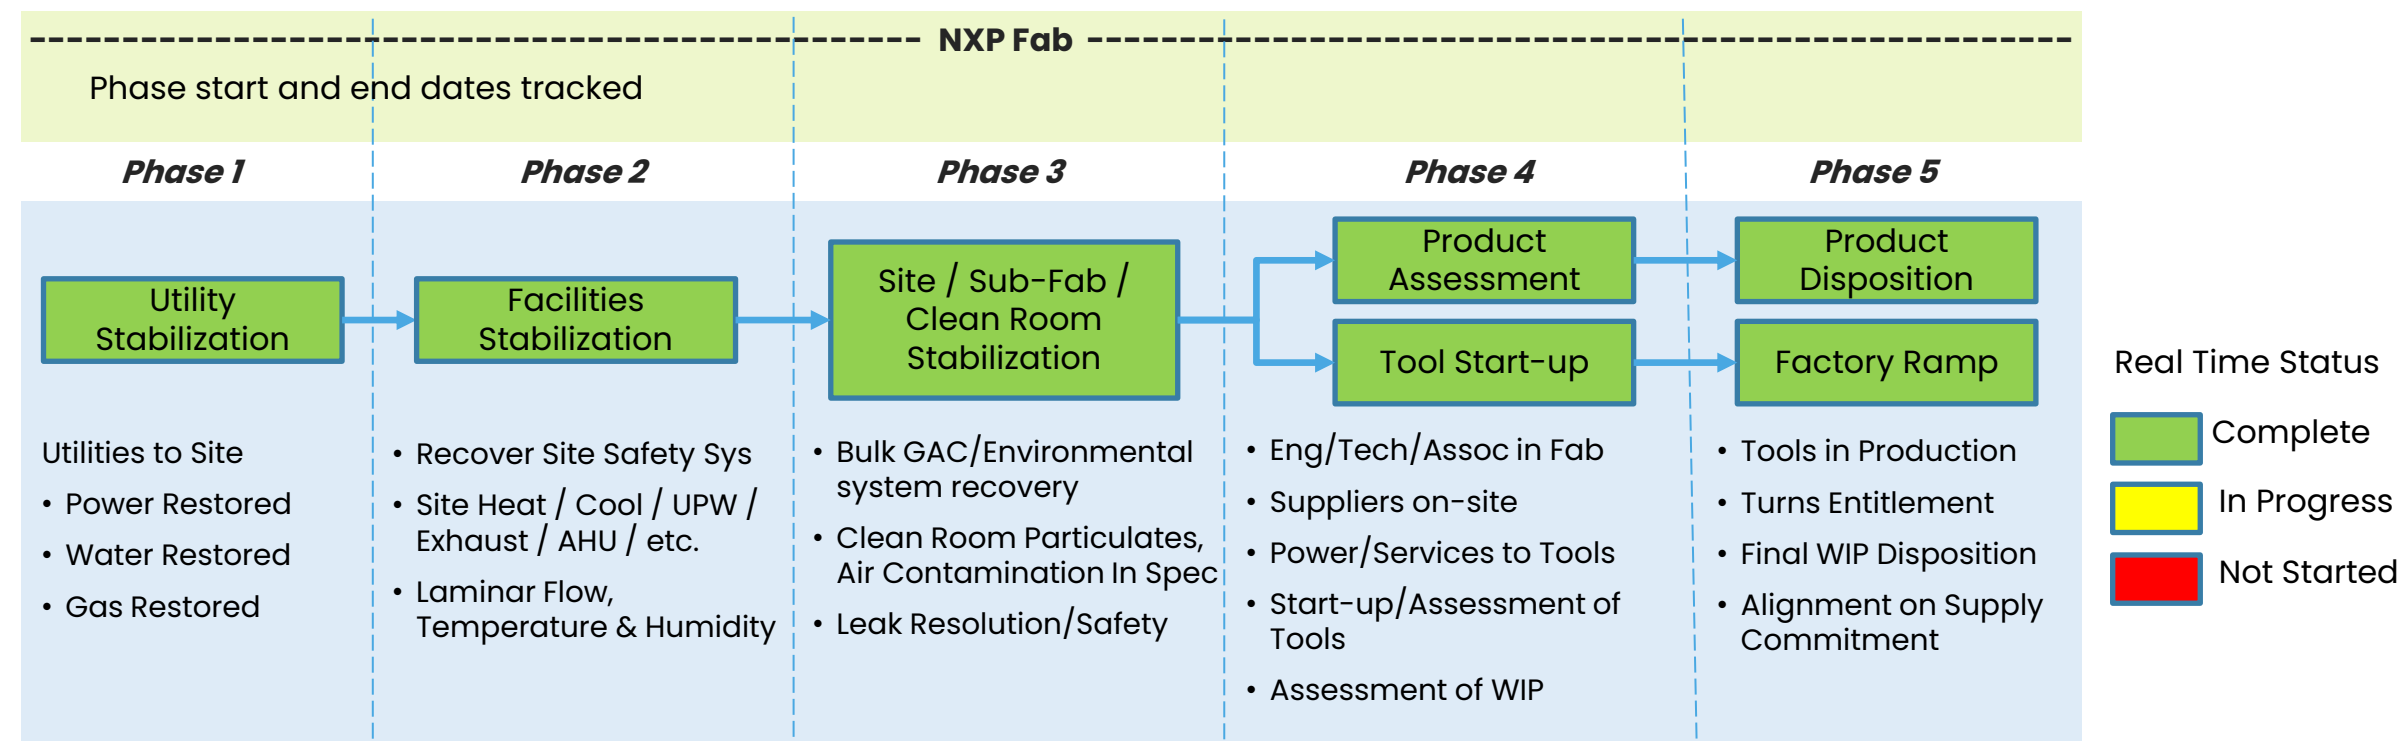 NXP Fab
Phase start and end dates tracked
Phase 1
Phase 2
Phase 3
Phase 4
Phase 5
Utility
Stabilization
Facilities
Stabilization
Site / Sub-Fab /
Clean Room
Stabilization
Product
Assessment
Tool Start-up
Product
Disposition
Factory Ramp
Utilities to Site
• Power Restored
• Water Restored
• Gas Restored
• Recover Site Safety Sys
• Site Heat / Cool / UPW /
Exhaust / AHU / etc.
• Laminar Flow,
Temperature & Humidity
• Bulk GAC/Environmental
system recovery
• Clean Room Particulates,
Air Contamination In Spec
• Leak Resolution/Safety
• Eng/Tech/Assoc in Fab
• Suppliers on-site
• Power/Services to Tools
• Start-up/Assessment of
Tools
• Assessment of WIP
• Tools in Production
• Turns Entitlement
• Final WIP Disposition
• Alignment on Supply
Commitment
Real Time Status
Complete
In Progress
Not Started